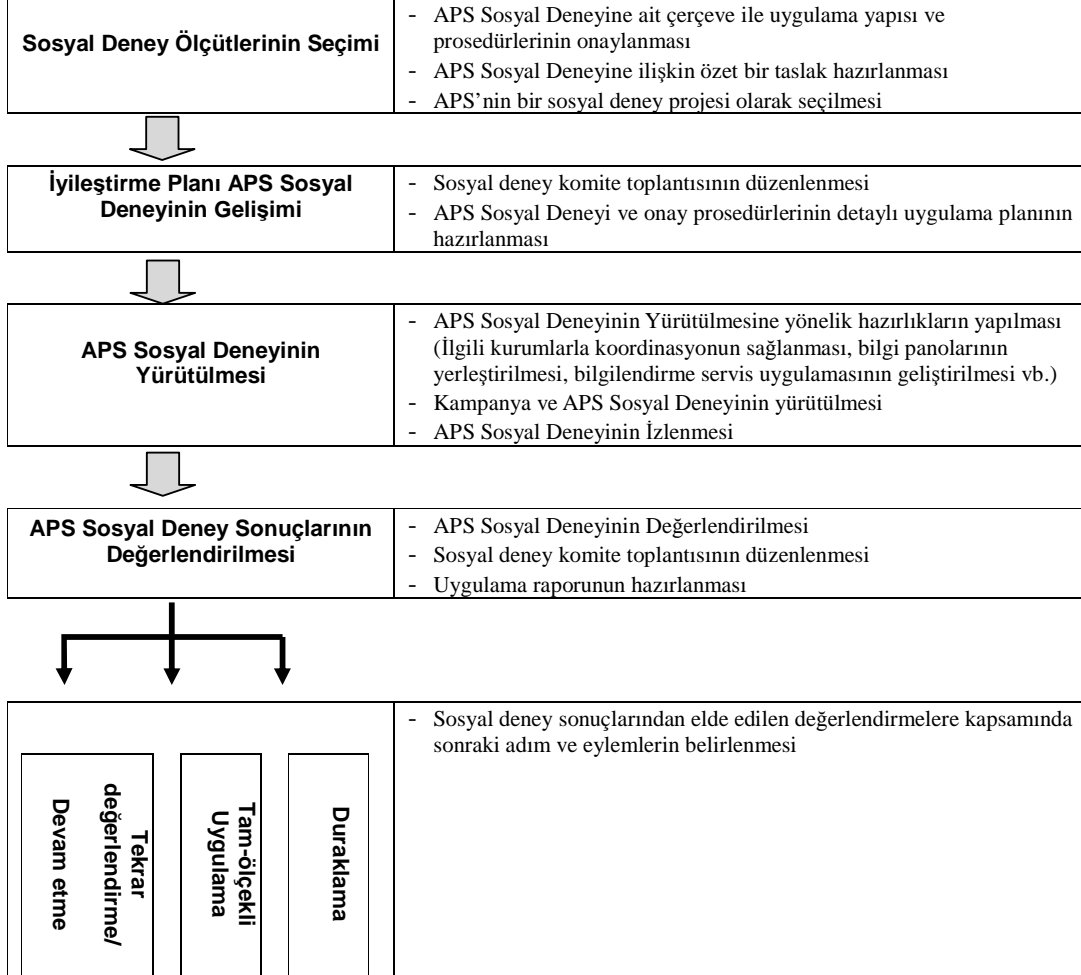 Sosyal Deney Ölçütlerinin Seçimi
- APS Sosyal Deneyine ait çerçeve ile uygulama yapısı ve
prosedürlerinin onaylanması
- APS Sosyal Deneyine ilişkin özet bir taslak hazırlanması
- APS'nin bir sosyal deney projesi olarak seçilmesi
İyileştirme Planı APS Sosyal
Deneyinin Gelişimi
- Sosyal deney komite toplantısının düzenlenmesi
- APS Sosyal Deneyi ve onay prosedürlerinin detaylı uygulama planının
hazırlanması
APS Sosyal Deneyinin
Yürütülmesi
- APS Sosyal Deneyinin Yürütülmesine yönelik hazırlıkların yapılması
(İlgili kurumlarla koordinasyonun sağlanması, bilgi panolarının
yerleştirilmesi, bilgilendirme servis uygulamasının geliştirilmesi vb.)
- Kampanya ve APS Sosyal Deneyinin yürütülmesi
- APS Sosyal Deneyinin İzlenmesi
APS Sosyal Deney Sonuçlarının
Değerlendirilmesi
- APS Sosyal Deneyinin Değerlendirilmesi
- Sosyal deney komite toplantısının düzenlenmesi
- Uygulama raporunun hazırlanması
- Sosyal deney sonuçlarından elde edilen değerlendirmelere kapsamında
sonraki adım ve eylemlerin belirlenmesi
Tekrar
değerlendirme/
Devam etme
Tam-ölçekli
Uygulama
Duraklama